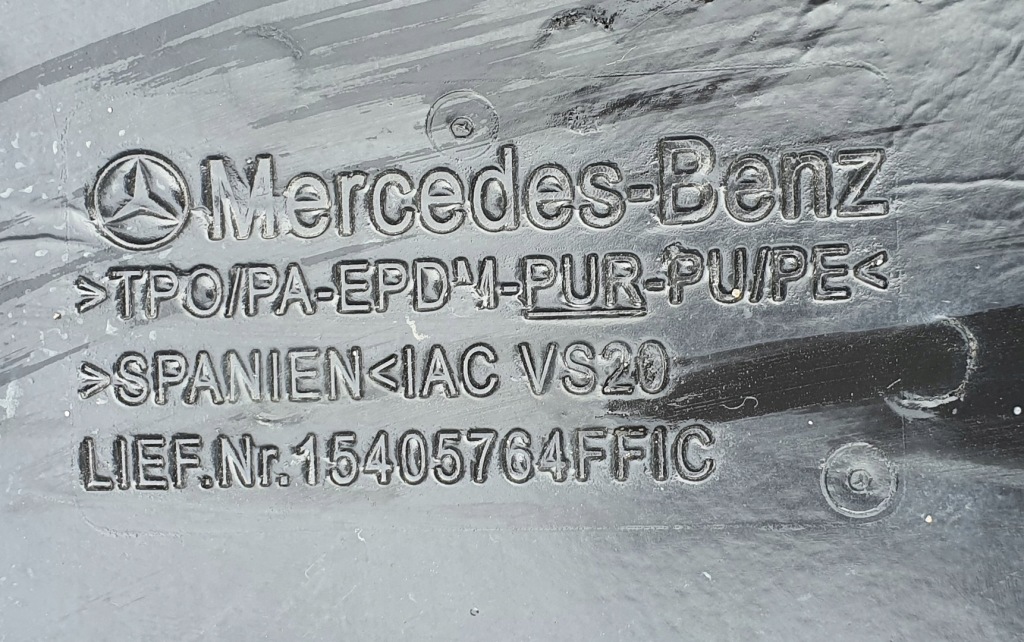 Mercedes-Benz
>TPO/PA-EPDM-PUR-PU/PE<
>SPANIEN<IAC VS20
LIEF.Nr.15405764FFIC